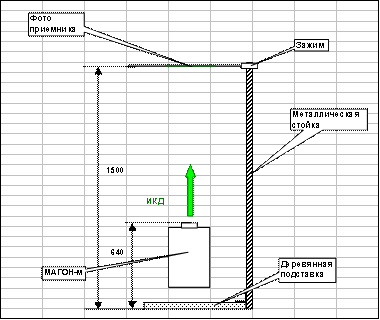 Фото
приемника
Зажим
Металлическая
стойка
1500
ИКД
640
МАГОН-м
Деревянная
подставка